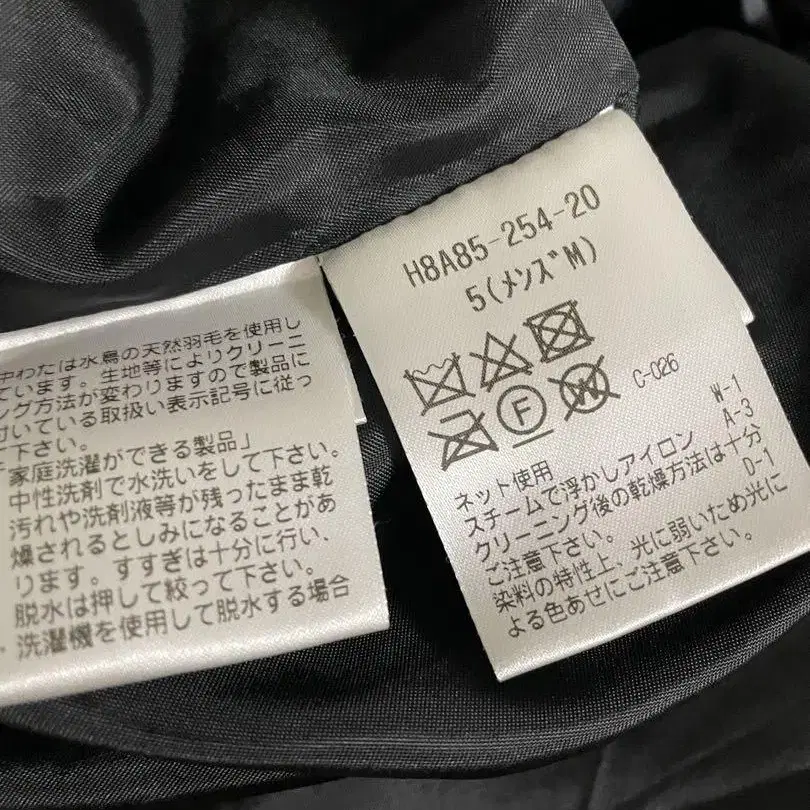 中わたは水鳥の天然羽毛を使用し
ています。生地等によりクリーニ
ング方法が変わりますので製品に
付いている取扱い表示記号に従っ
て下さい。
「家庭洗濯ができる製品」
中性洗剤で水洗いをして下さい。
汚れや洗剤液等が残ったまま乾
燥されるとしみになることがあ
ります。すすぎは十分に行い、
脱水は押して絞って下さい。
洗濯機を使用して脱水する場合
H8A85-254-20
5(メンズM)
F
W
C-026
W-1
A-3
D-1
ネット使用
スチームで浮かしアイロン
クリーニング後の乾燥方法は十分
ご注意下さい。
染料の特性上、光に弱いため光に
よる色あせにご注意下さい。